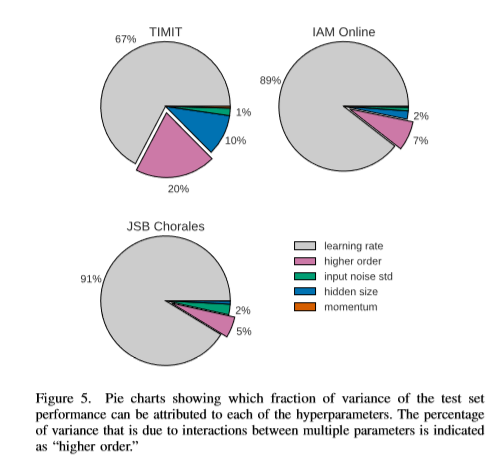 TIMIT
67%
1%
10%
20%
IAM Online
89%
2%
7%
JSB Chorales
91%
2%
5%
learning rate
higher order
input noise std
hidden size
momentum
Figure 5. Pie charts showing which fraction of variance of the test set
performance can be attributed to each of the hyperparameters. The percentage
of variance that is due to interactions between multiple parameters is indicated
as “higher order.”